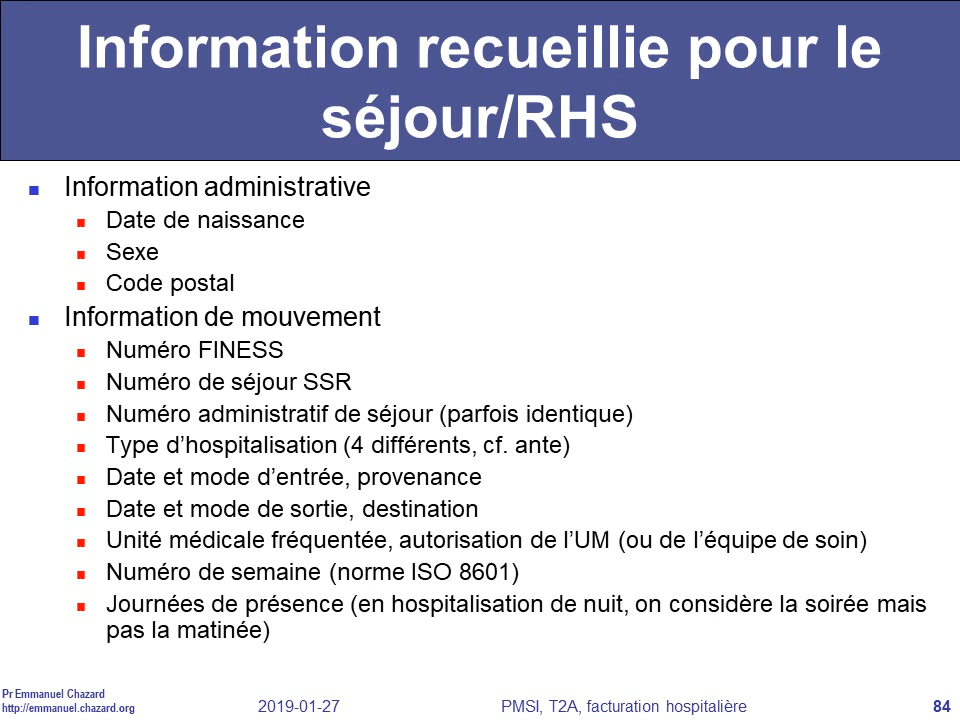 Information recueillie pour le
séjour/RHS
Information administrative
Date de naissance
Sexe
Code postal
Information de mouvement
Numéro FINESS
Numéro de séjour SSR
Numéro administratif de séjour (parfois identique)
Type d’hospitalisation (4 différents, cf. ante)
Date et mode d’entrée, provenance
Date et mode de sortie, destination
Unité médicale fréquentée, autorisation de l’UM (ou de l’équipe de soin)
Numéro de semaine (norme ISO 8601)
Journées de présence (en hospitalisation de nuit, on considère la soirée mais
pas la matinée)
Pr Emmanuel Chazard
http://emmanuel.chazard.org
2019-01-27
PMSI, T2A, facturation hospitalière
84